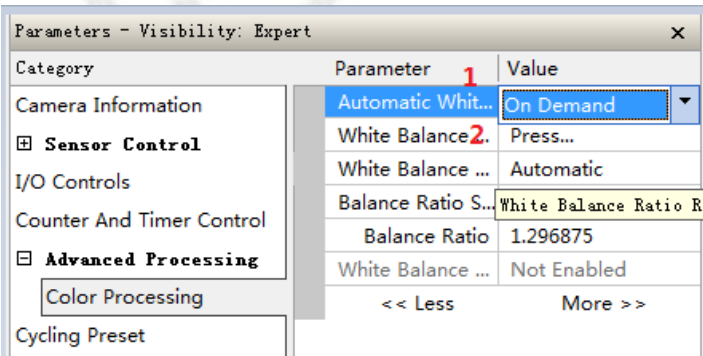 Parameters - Visibility: Expert x
Category Parameter 1 Value
Camera Information Automatic Whit... On Demand
⊞ Sensor Control White Balance 2. Press...
I/O Controls White Balance ... Automatic
Counter And Timer Control Balance Ratio S... White Balance Ratio R
⊟ Advanced Processing Balance Ratio 1.296875
Color Processing White Balance ... Not Enabled
<< Less More >>
Cycling Preset